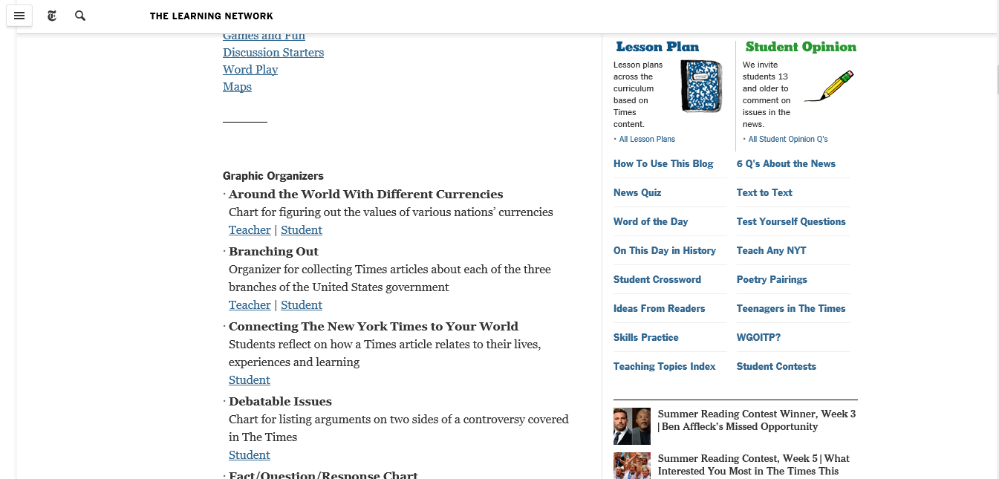 THE LEARNING NETWORK
Games and Fun
Discussion Starters
Word Play
Maps
Graphic Organizers
· Around the World With Different Currencies
Chart for figuring out the values of various nations’ currencies
Teacher | Student
· Branching Out
Organizer for collecting Times articles about each of the three
branches of the United States government
Teacher | Student
· Connecting The New York Times to Your World
Students reflect on how a Times article relates to their lives,
experiences and learning
Student
· Debatable Issues
Chart for listing arguments on two sides of a controversy covered
in The Times
Student
· Fact/Question/Response Chart
Lesson Plan
Lesson plans
across the
curriculum
based on
Times
content.
· All Lesson Plans
Student Opinion
We invite
students 13
and older to
comment on
issues in the
news.
· All Student Opinion Q's
How To Use This Blog
6 Q's About the News
News Quiz
Text to Text
Word of the Day
Test Yourself Questions
On This Day in History
Teach Any NYT
Student Crossword
Poetry Pairings
Ideas From Readers
Teenagers in The Times
Skills Practice
WGOITP?
Teaching Topics Index
Student Contests
Summer Reading Contest Winner, Week 3
| Ben Affleck’s Missed Opportunity
Summer Reading Contest, Week 5 | What
Interested You Most in The Times This